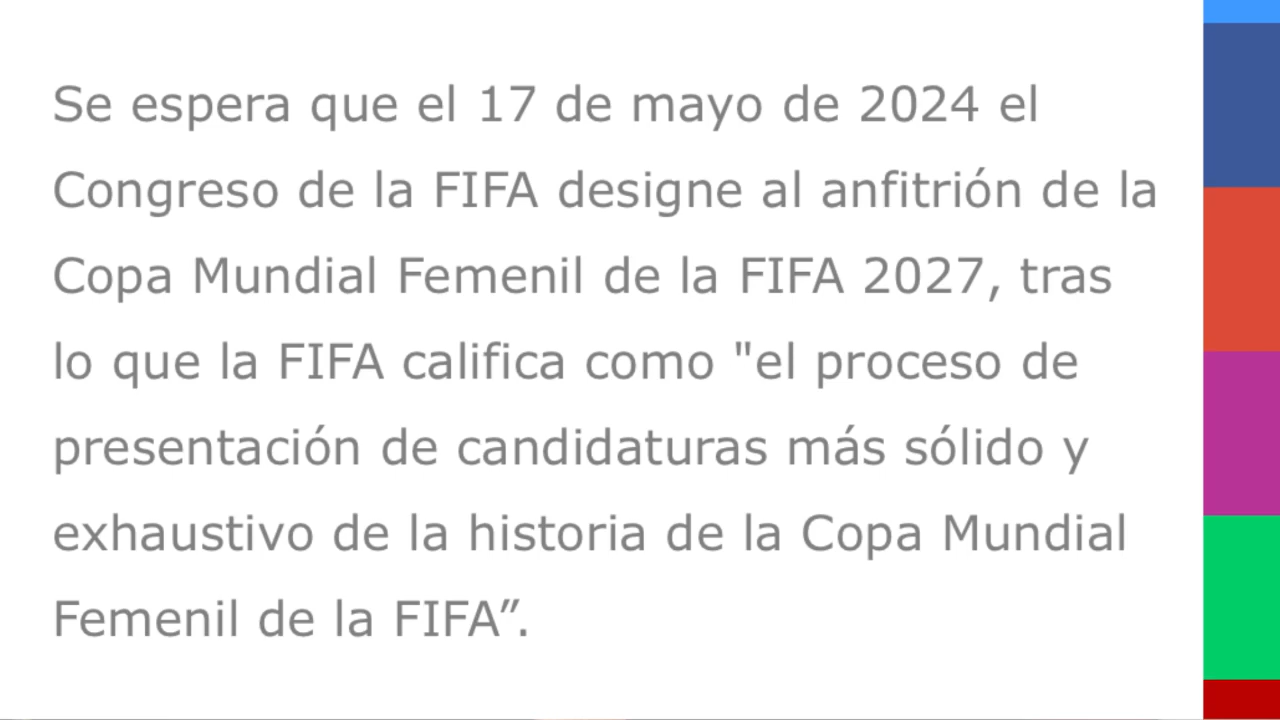 Se espera que el 17 de mayo de 2024 el
Congreso de la FIFA designe al anfitrión de la
Copa Mundial Femenil de la FIFA 2027, tras
lo que la FIFA califica como "el proceso de
presentación de candidaturas más sólido y
exhaustivo de la historia de la Copa Mundial
Femenil de la FIFA”.